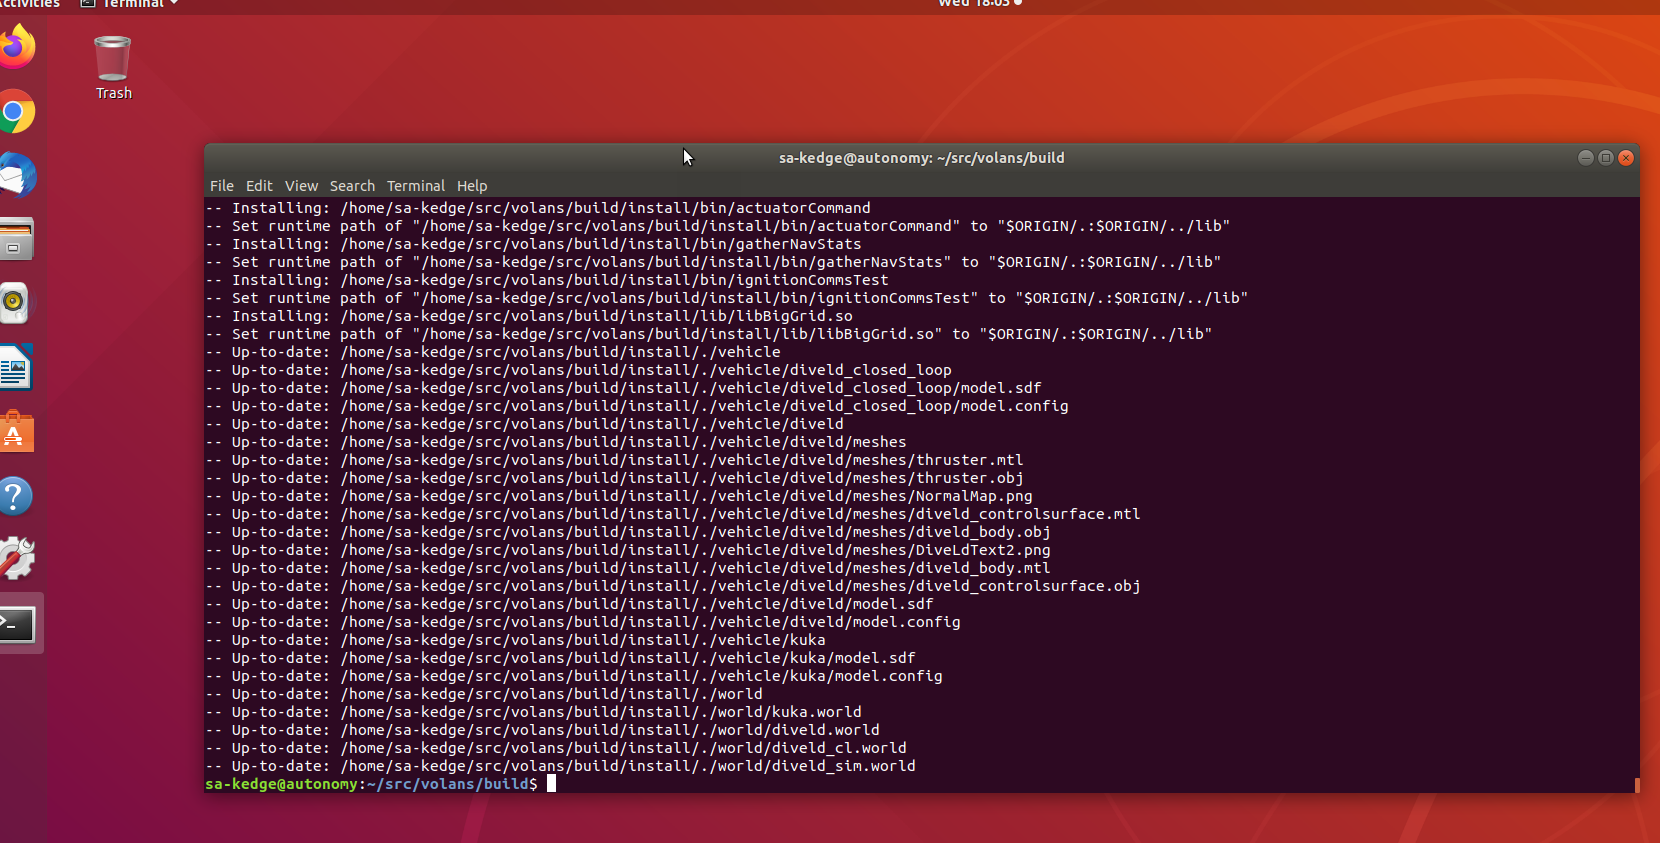 Activities
Terminal
Wed 18:03
Trash
sa-kedge@autonomy: ~/src/volans/build
File Edit View Search Terminal Help
-- Installing: /home/sa-kedge/src/volans/build/install/bin/actuatorCommand
-- Set runtime path of "/home/sa-kedge/src/volans/build/install/bin/actuatorCommand" to "$ORIGIN/.:$ORIGIN/../lib"
-- Installing: /home/sa-kedge/src/volans/build/install/bin/gatherNavStats
-- Set runtime path of "/home/sa-kedge/src/volans/build/install/bin/gatherNavStats" to "$ORIGIN/.:$ORIGIN/../lib"
-- Installing: /home/sa-kedge/src/volans/build/install/bin/ignitionCommsTest
-- Set runtime path of "/home/sa-kedge/src/volans/build/install/bin/ignitionCommsTest" to "$ORIGIN/.:$ORIGIN/../lib"
-- Installing: /home/sa-kedge/src/volans/build/install/lib/libBigGrid.so
-- Set runtime path of "/home/sa-kedge/src/volans/build/install/lib/libBigGrid.so" to "$ORIGIN/.:$ORIGIN/../lib"
-- Up-to-date: /home/sa-kedge/src/volans/build/install/./vehicle
-- Up-to-date: /home/sa-kedge/src/volans/build/install/./vehicle/diveld_closed_loop
-- Up-to-date: /home/sa-kedge/src/volans/build/install/./vehicle/diveld_closed_loop/model.sdf
-- Up-to-date: /home/sa-kedge/src/volans/build/install/./vehicle/diveld_closed_loop/model.config
-- Up-to-date: /home/sa-kedge/src/volans/build/install/./vehicle/diveld
-- Up-to-date: /home/sa-kedge/src/volans/build/install/./vehicle/diveld/meshes
-- Up-to-date: /home/sa-kedge/src/volans/build/install/./vehicle/diveld/meshes/thruster.mtl
-- Up-to-date: /home/sa-kedge/src/volans/build/install/./vehicle/diveld/meshes/thruster.obj
-- Up-to-date: /home/sa-kedge/src/volans/build/install/./vehicle/diveld/meshes/NormalMap.png
-- Up-to-date: /home/sa-kedge/src/volans/build/install/./vehicle/diveld/meshes/diveld_controlsurface.mtl
-- Up-to-date: /home/sa-kedge/src/volans/build/install/./vehicle/diveld/meshes/diveld_body.obj
-- Up-to-date: /home/sa-kedge/src/volans/build/install/./vehicle/diveld/meshes/DiveLdText2.png
-- Up-to-date: /home/sa-kedge/src/volans/build/install/./vehicle/diveld/meshes/diveld_body.mtl
-- Up-to-date: /home/sa-kedge/src/volans/build/install/./vehicle/diveld/meshes/diveld_controlsurface.obj
-- Up-to-date: /home/sa-kedge/src/volans/build/install/./vehicle/diveld/model.sdf
-- Up-to-date: /home/sa-kedge/src/volans/build/install/./vehicle/diveld/model.config
-- Up-to-date: /home/sa-kedge/src/volans/build/install/./vehicle/kuka
-- Up-to-date: /home/sa-kedge/src/volans/build/install/./vehicle/kuka/model.sdf
-- Up-to-date: /home/sa-kedge/src/volans/build/install/./vehicle/kuka/model.config
-- Up-to-date: /home/sa-kedge/src/volans/build/install/./world
-- Up-to-date: /home/sa-kedge/src/volans/build/install/./world/kuka.world
-- Up-to-date: /home/sa-kedge/src/volans/build/install/./world/diveld.world
-- Up-to-date: /home/sa-kedge/src/volans/build/install/./world/diveld_cl.world
-- Up-to-date: /home/sa-kedge/src/volans/build/install/./world/diveld_sim.world
sa-kedge@autonomy:~/src/volans/build$